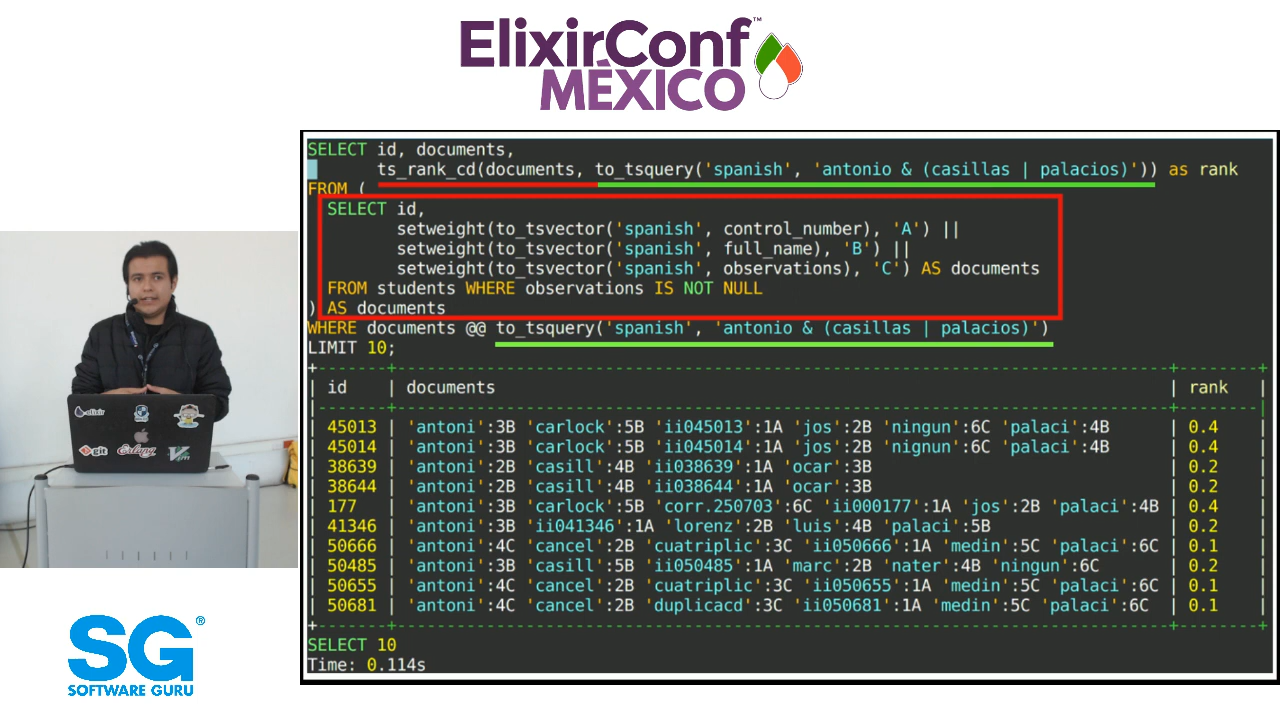 ElixirConf™
MÉXICO
SELECT id, documents,
ts_rank_cd(documents, to_tsquery('spanish', 'antonio & (casillas | palacios)')) as rank
FROM (
SELECT id,
setweight(to_tsvector('spanish', control_number), 'A') ||
setweight(to_tsvector('spanish', full_name), 'B') ||
setweight(to_tsvector('spanish', observations), 'C') AS documents
FROM students WHERE observations IS NOT NULL
) AS documents
WHERE documents @@ to_tsquery('spanish', 'antonio & (casillas | palacios)')
LIMIT 10;
+-------+-------------------------------------------------------------------------------+--------+
| id | documents | rank |
|-------+-------------------------------------------------------------------------------+--------|
| 45013 | 'antoni':3B 'carlock':5B 'ii045013':1A 'jos':2B 'ningun':6C 'palaci':4B | 0.4 |
| 45014 | 'antoni':3B 'carlock':5B 'ii045014':1A 'jos':2B 'nignun':6C 'palaci':4B | 0.4 |
| 38639 | 'antoni':2B 'casill':4B 'ii038639':1A 'ocar':3B | 0.2 |
| 38644 | 'antoni':2B 'casill':4B 'ii038644':1A 'ocar':3B | 0.2 |
| 177 | 'antoni':3B 'carlock':5B 'corr.250703':6C 'ii000177':1A 'jos':2B 'palaci':4B | 0.4 |
| 41346 | 'antoni':3B 'ii041346':1A 'lorenz':2B 'luis':4B 'palaci':5B | 0.2 |
| 50666 | 'antoni':4C 'cancel':2B 'cuatriplic':3C 'ii050666':1A 'medin':5C 'palaci':6C | 0.1 |
| 50485 | 'antoni':3B 'casill':5B 'ii050485':1A 'marc':2B 'nater':4B 'ningun':6C | 0.2 |
| 50655 | 'antoni':4C 'cancel':2B 'cuatriplic':3C 'ii050655':1A 'medin':5C 'palaci':6C | 0.1 |
| 50681 | 'antoni':4C 'cancel':2B 'duplicacd':3C 'ii050681':1A 'medin':5C 'palaci':6C | 0.1 |
+-------+-------------------------------------------------------------------------------+--------+
SELECT 10
Time: 0.114s
elixir
git
Erlang
SG®
SOFTWARE GURU